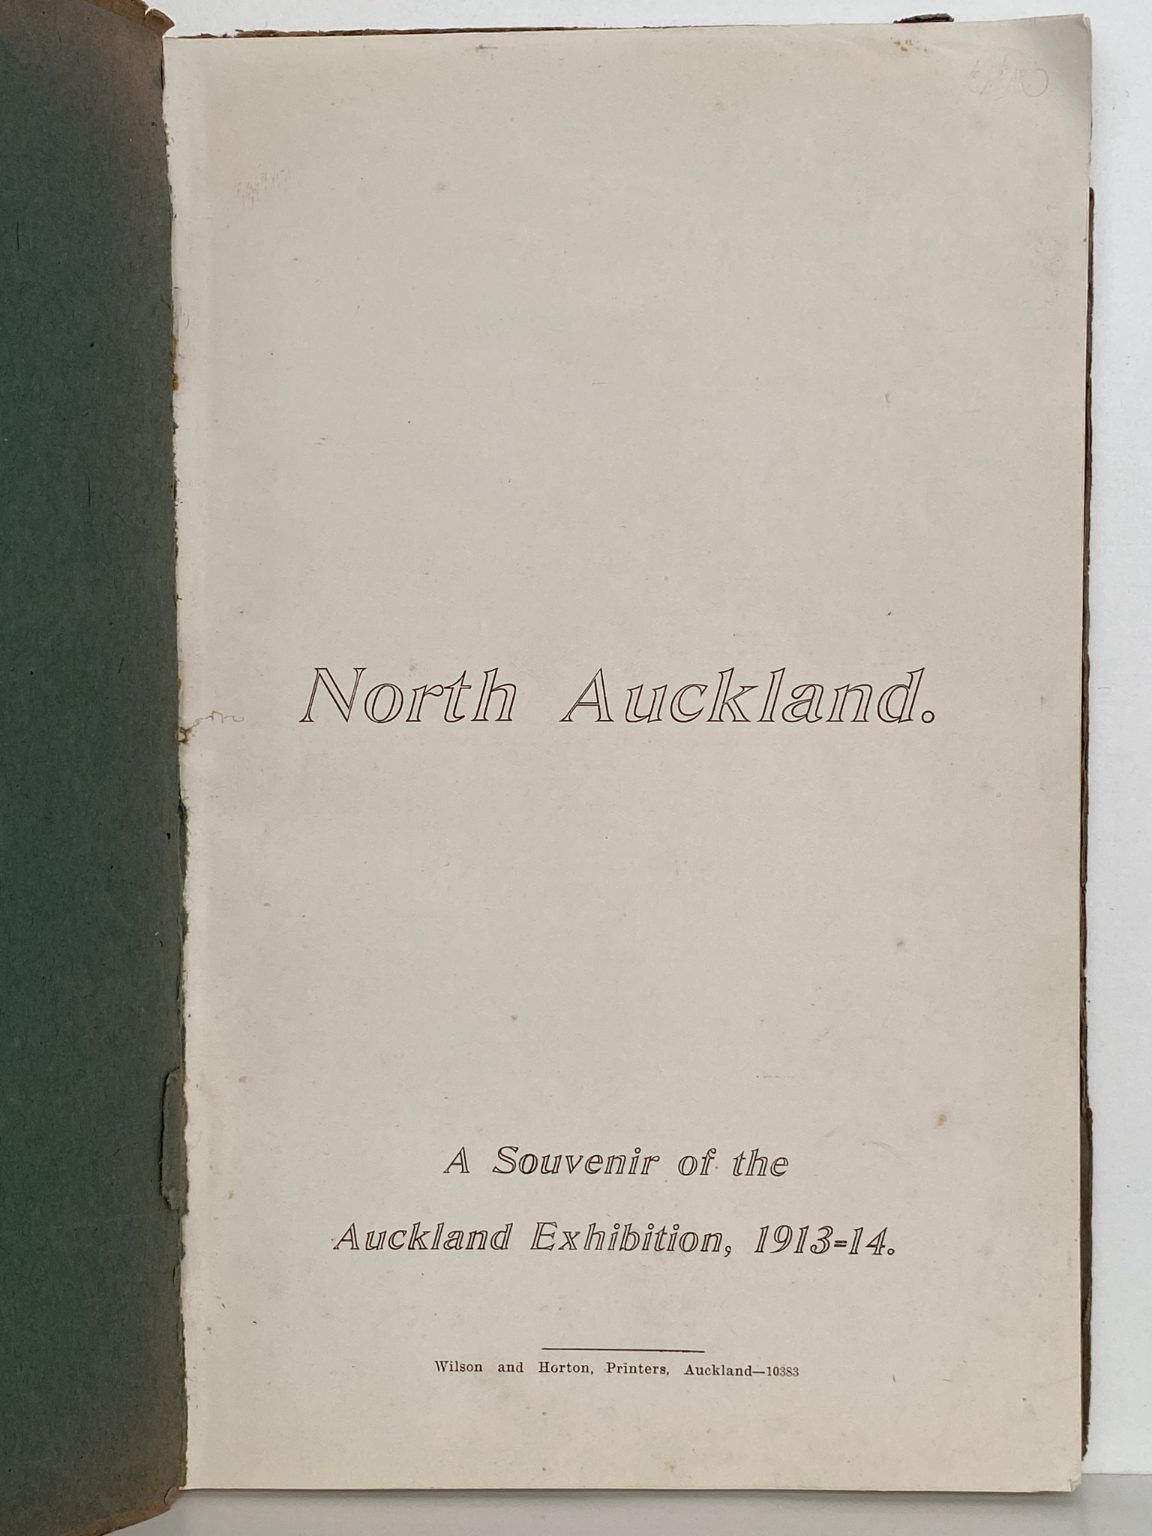 North Auckland.
A Souvenir of the
Auckland Exhibition, 1913=14.
Wilson and Horton, Printers, Auckland—10383